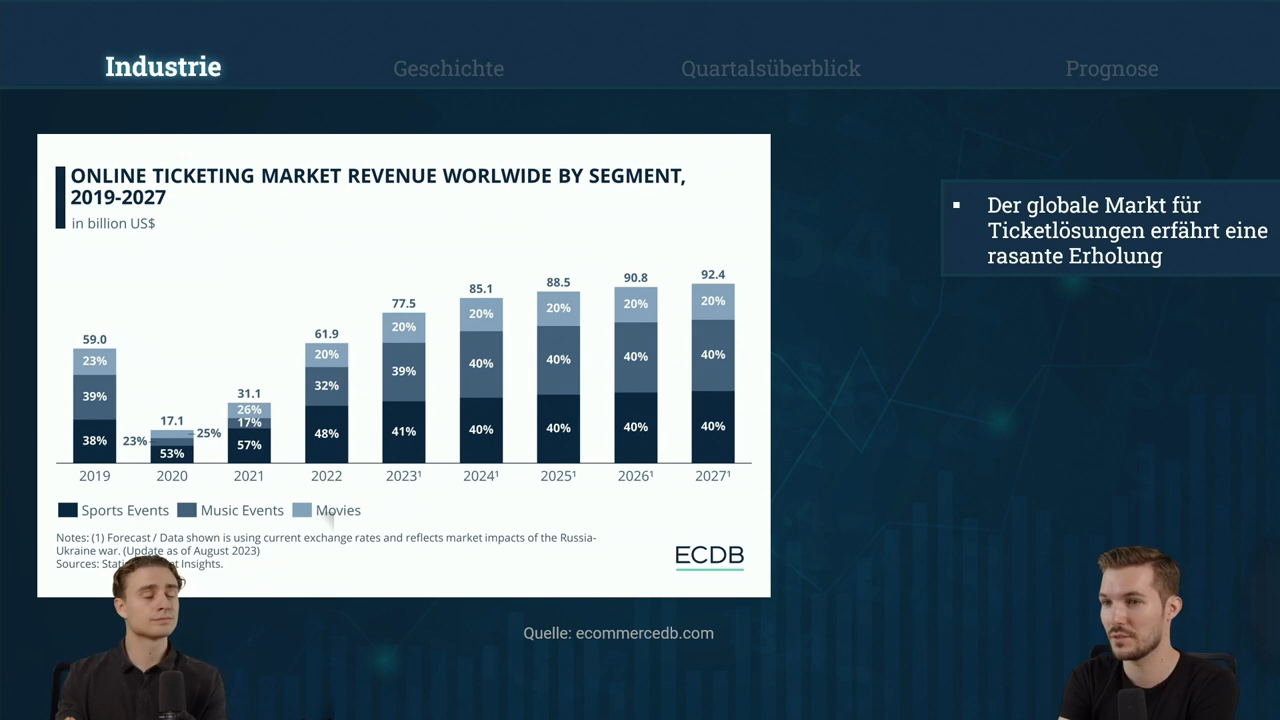 Industrie
Geschichte
Quartalsüberblick
Prognose
ONLINE TICKETING MARKET REVENUE WORLWIDE BY SEGMENT,
2019-2027
in billion US$
▪ Der globale Markt für
Ticketlösungen erfährt eine
rasante Erholung
59.0
17.1
31.1
61.9
77.5
85.1
88.5
90.8
92.4
23%
39%
38%
23%
25%
53%
26%
17%
57%
20%
32%
48%
20%
39%
41%
20%
40%
40%
20%
40%
40%
20%
40%
40%
20%
40%
40%
2019
2020
2021
2022
2023¹
2024¹
2025¹
2026¹
2027¹
Sports Events
Music Events
Movies
Notes: (1) Forecast / Data shown is using current exchange rates and reflects market impacts of the Russia-
Ukraine war. (Update as of August 2023)
Sources: Insights.
ECDB
Quelle: ecommercedb.com